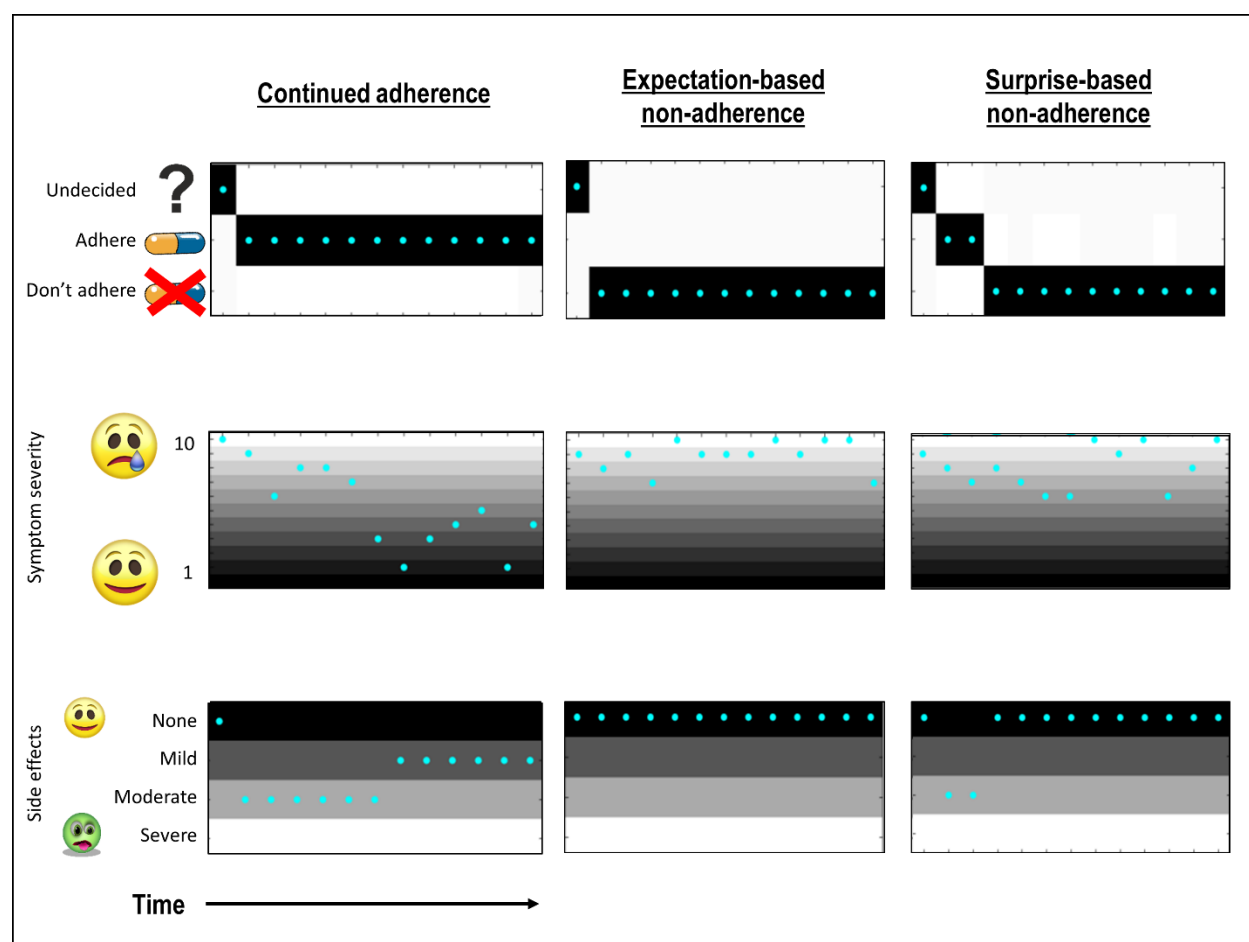 Continued adherence
Expectation-based
non-adherence
Surprise-based
non-adherence
Undecided
?
Adhere
Don't adhere
Symptom severity
10
1
Side effects
None
Mild
Moderate
Severe
Time